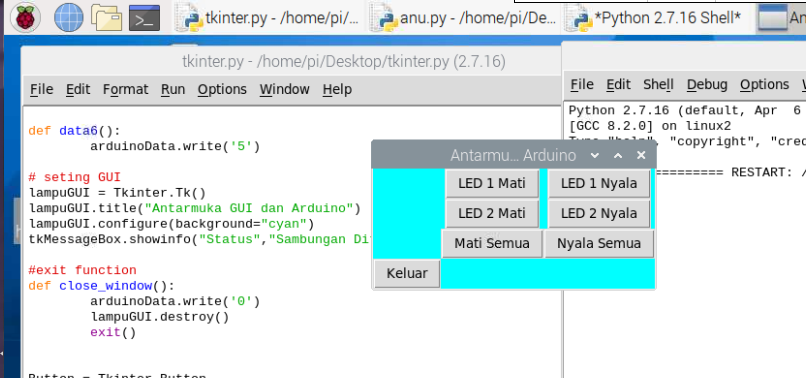 tkinter.py - /home/pi/...
anu.py - /home/pi/De...
*Python 2.7.16 Shell*
tkinter.py - /home/pi/Desktop/tkinter.py (2.7.16)
File Edit Format Run Options Window Help
def data6():
arduinoData.write('5')
# seting GUI
lampuGUI = Tkinter.Tk()
lampuGUI.title("Antarmuka GUI dan Arduino")
lampuGUI.configure(background="cyan")
tkMessageBox.showinfo("Status","Sambungan
#exit function
def close_window():
arduinoData.write('0')
lampuGUI.destroy()
exit()
Button = Tkinter.Button
Antarmu... Arduino
LED 1 Mati LED 1 Nyala
LED 2 Mati LED 2 Nyala
Mati Semua Nyala Semua
Keluar
File Edit Shell Debug Options
Python 2.7.16 (default, Apr 6
[GCC 8.2.0] on linux2
"copyright", "cred
========= RESTART: /